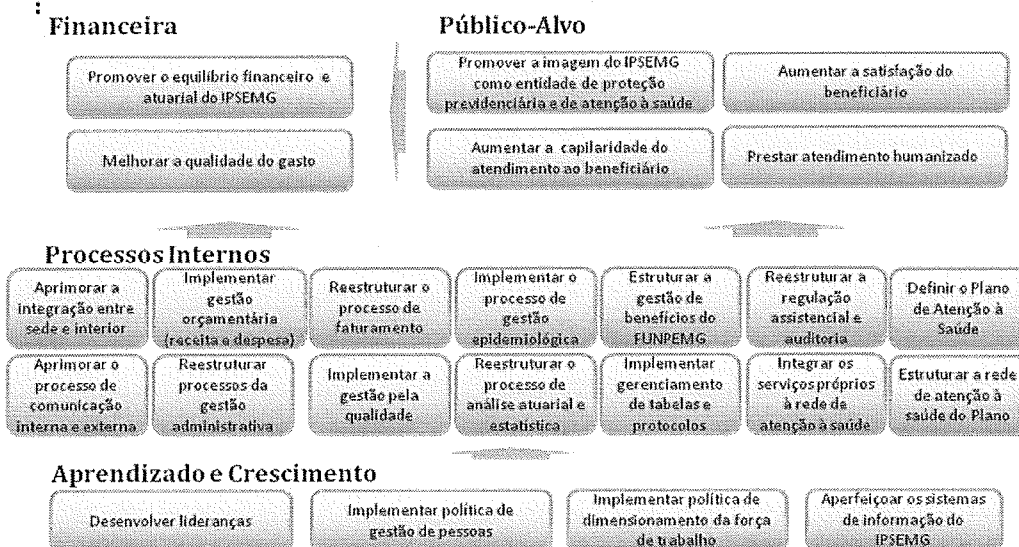 :
Financeira
Promover o equilíbrio financeiro e
atuarial do IPSEMG
Melhorar a qualidade do gasto
Público-Alvo
Promover a imagem do IPSEMG
como entidade de proteção
previdenciária e de atenção à saúde
Aumentar a satisfação do
beneficiário
Aumentar a capilaridade do
atendimento ao beneficiário
Prestar atendimento humanizado
Processos Internos
Aprimorar a
integração entre
sede e interior
Implementar
gestão
orçamentária
(receita e despesa)
Reestruturar o
processo de
faturamento
Implementar o
processo de
gestão
epidemiológica
Estruturar a
gestão de
benefícios do
FUNPEMG
Reestruturar a
regulação
assistencial e
auditoria
Definir o Plano
de Atenção à
Saúde
Aprimorar o
processo de
comunicação
interna e externa
Reestruturar
processos da
gestão
administrativa
Implementar a
gestão pela
qualidade
Reestruturar o
processo de
análise atuarial e
estatística
Implementar
gerenciamento
de tabelas e
protocolos
Integrar os
serviços próprios
à rede de
atenção à saúde
Estruturar a rede
de atenção à
saúde do Plano
Aprendizado e Crescimento
Desenvolver lideranças
Implementar política de
gestão de pessoas
Implementar política de
dimensionamento da força
de trabalho
Aperfeiçoar os sistemas
de informação do
IPSEMG